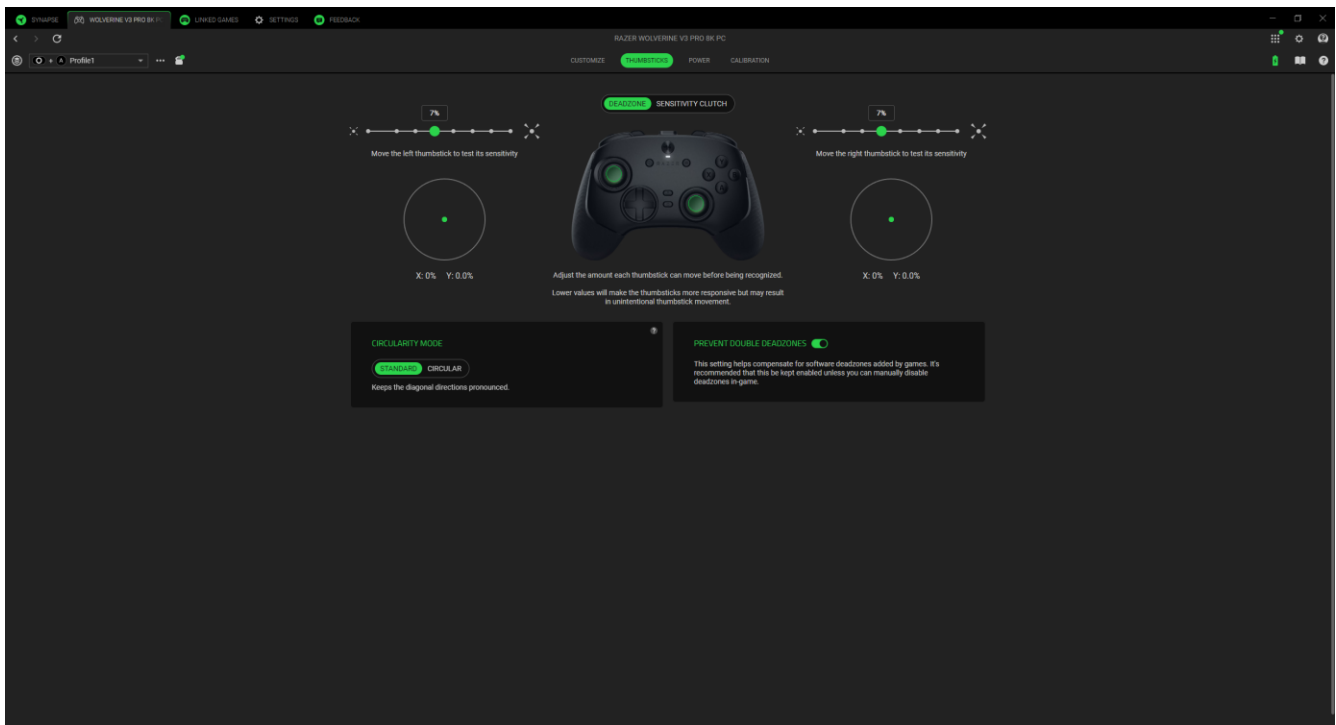 SYNAPSE
WOLVERINE V3 PRO 8K P
LINKED GAMES
SETTINGS
FEEDBACK
RAZER WOLVERINE V3 PRO 8K PC
+ A Profile1
CUSTOMIZE
THUMBSTICKS
POWER
CALIBRATION
DEADZONE
SENSITIVITY CLUTCH
7%
7%
Move the left thumbstick to test its sensitivity
Move the right thumbstick to test its sensitivity
X: 0% Y: 0.0%
Adjust the amount each thumbstick can move before being recognized.
X: 0% Y: 0.0%
Lower values will make the thumbsticks more responsive but may result
in unintentional thumbstick movement.
CIRCULARITY MODE
?
STANDARD
CIRCULAR
Keeps the diagonal directions pronounced.
PREVENT DOUBLE DEADZONES
This setting helps compensate for software deadzones added by games. It's
recommended that this be kept enabled unless you can manually disable
deadzones in-game.